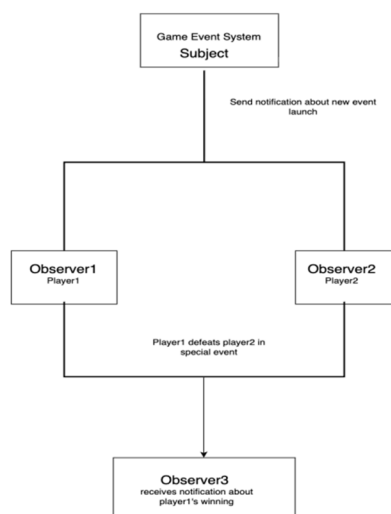 Game Event System
Subject
Send notification about new event
launch
Observer1
Player1
Observer2
Player2
Player1 defeats player2 in
special event
Observer3
receives notification about
player1's winning